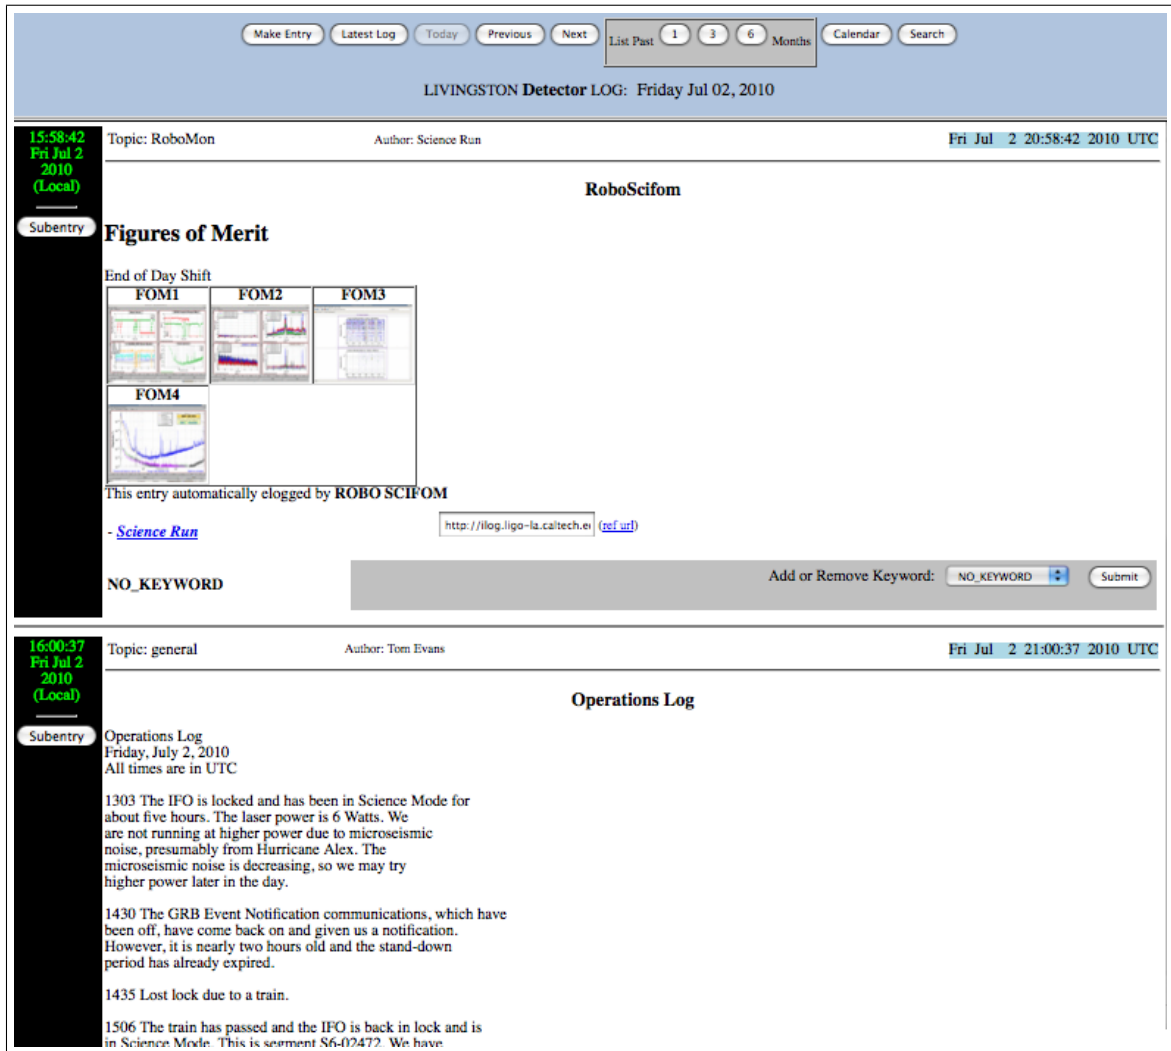 Make Entry Latest Log Today Previous Next List Past 1 3 6 Months Calendar Search
LIVINGSTON Detector LOG: Friday Jul 02, 2010
15:58:42
Fri Jul 2
2010
(Local)
Subentry
Topic: RoboMon Author: Science Run Fri Jul 2 20:58:42 2010 UTC
RoboScifom
Figures of Merit
End of Day Shift
FOM1 FOM2 FOM3
FOM4
This entry automatically elogged by ROBO SCIFOM
- Science Run http://ilog.ligo-la.caltech.e (ref url)
NO_KEYWORD Add or Remove Keyword: NO_KEYWORD Submit
16:00:37
Fri Jul 2
2010
(Local)
Subentry
Topic: general Author: Tom Evans Fri Jul 2 21:00:37 2010 UTC
Operations Log
Operations Log
Friday, July 2, 2010
All times are in UTC
1303 The IFO is locked and has been in Science Mode for
about five hours. The laser power is 6 Watts. We
are not running at higher power due to microseismic
noise, presumably from Hurricane Alex. The
microseismic noise is decreasing, so we may try
higher power later in the day.
1430 The GRB Event Notification communications, which have
been off, have come back on and given us a notification.
However, it is nearly two hours old and the stand-down
period has already expired.
1435 Lost lock due to a train.
1506 The train has passed and the IFO is back in lock and is
in Science Mode. This is segment S6-02472. We have